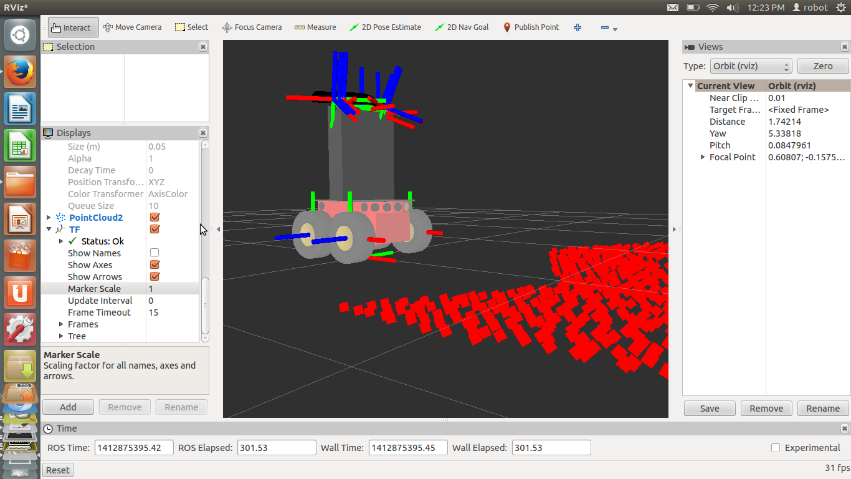 RViz*
12:23 PM robot
Interact Move Camera Select Focus Camera Measure 2D Pose Estimate 2D Nav Goal Publish Point
Selection
Displays
Size (m) 0.05
Alpha 1
Decay Time 0
Position Transfo... XYZ
Color Transformer AxisColor
Queue Size 10
PointCloud2
TF
Status: Ok
Show Names
Show Axes
Show Arrows
Marker Scale 1
Update Interval 0
Frame Timeout 15
Frames
Tree
Marker Scale
Scaling factor for all names, axes and
arrows.
Add Remove Rename
Views
Type: Orbit (rviz) Zero
Current View Orbit (rviz)
Near Clip ... 0.01
Target Fra... <Fixed Frame>
Distance 1.74214
Yaw 5.33818
Pitch 0.0847961
Focal Point 0.60807; -0.1575...
Save Remove Rename
Time
ROS Time: 1412875395.42 ROS Elapsed: 301.53 Wall Time: 1412875395.45 Wall Elapsed: 301.53 Experimental
Reset 31 fps